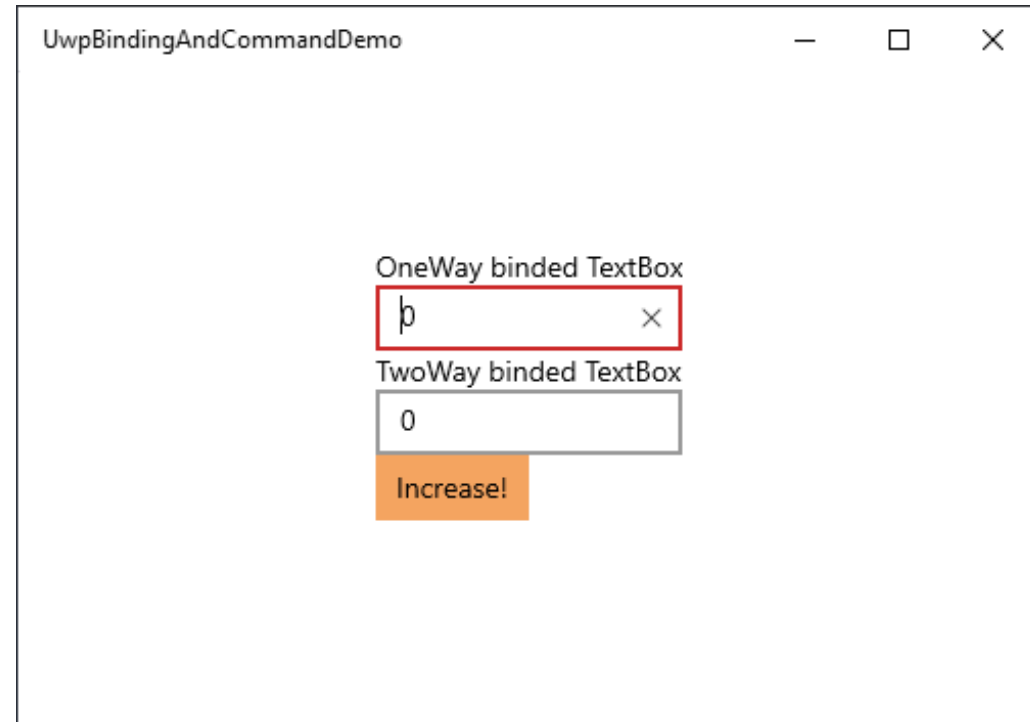 UwpBindingAndCommandDemo
OneWay binded TextBox
0
TwoWay binded TextBox
0
Increase!